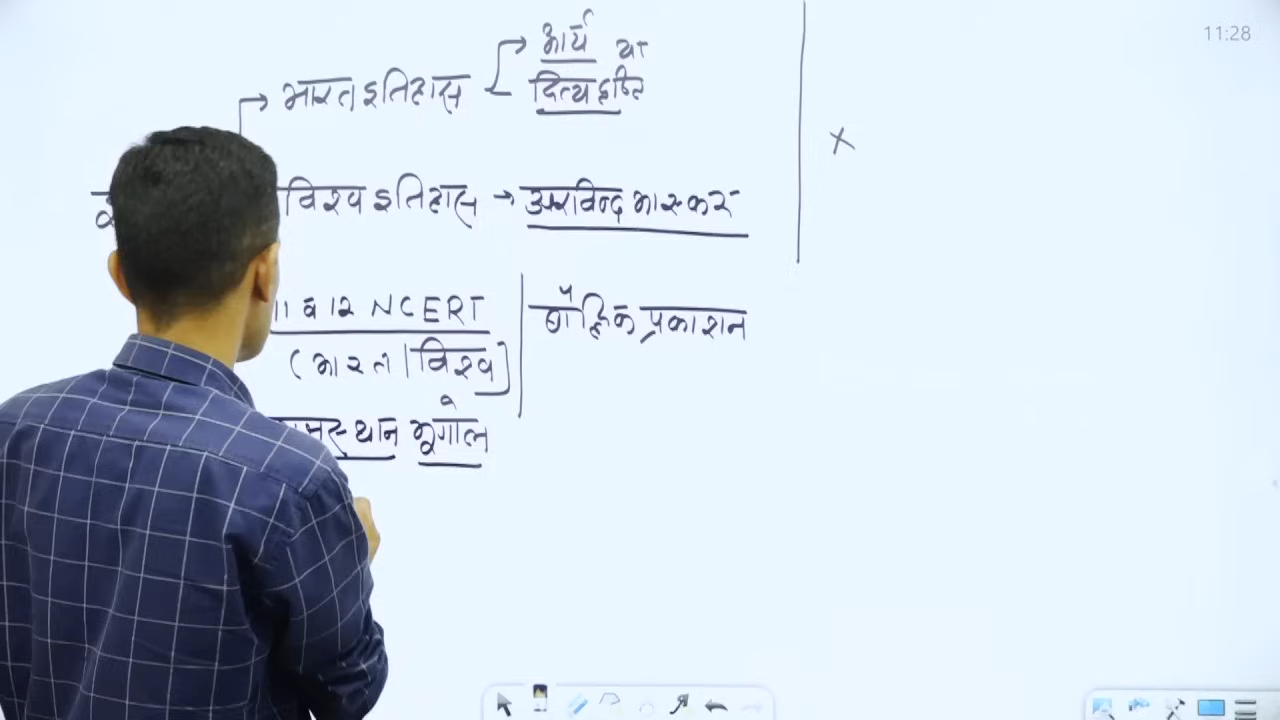 11:28
आर्य या
भारत इतिहास
दिव्य दृष्टि
विश्व इतिहास → अरविन्द भास्कर
11 व 12 NCERT
बौद्धिक प्रकाशन
(भारत | विश्व)
भूगोल
x